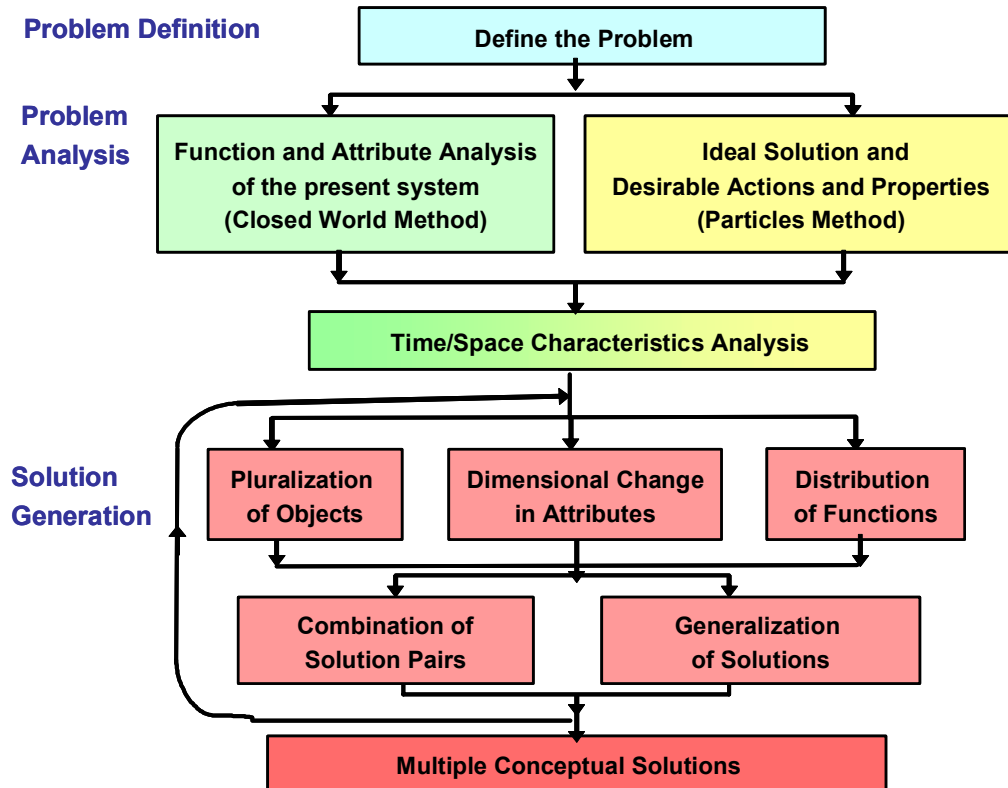 Problem Definition
Define the Problem
Problem
Analysis
Function and Attribute Analysis
of the present system
(Closed World Method)
Ideal Solution and
Desirable Actions and Properties
(Particles Method)
Time/Space Characteristics Analysis
Solution
Generation
Pluralization
of Objects
Dimensional Change
in Attributes
Distribution
of Functions
Combination of
Solution Pairs
Generalization
of Solutions
Multiple Conceptual Solutions